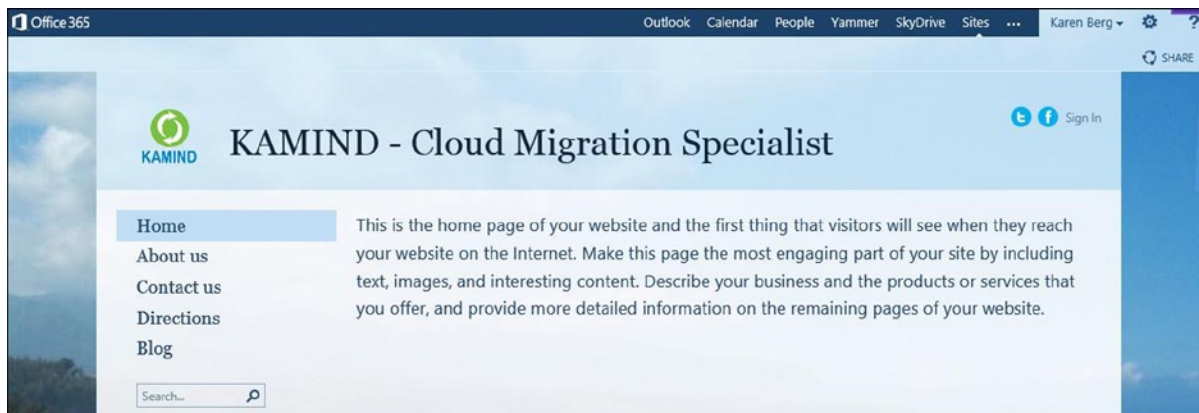 Office 365 Outlook Calendar People Yammer SkyDrive Sites ... Karen Berg ?
SHARE
KAMIND
KAMIND - Cloud Migration Specialist
Sign In
Home
About us
Contact us
Directions
Blog
Search...
This is the home page of your website and the first thing that visitors will see when they reach
your website on the Internet. Make this page the most engaging part of your site by including
text, images, and interesting content. Describe your business and the products or services that
you offer, and provide more detailed information on the remaining pages of your website.